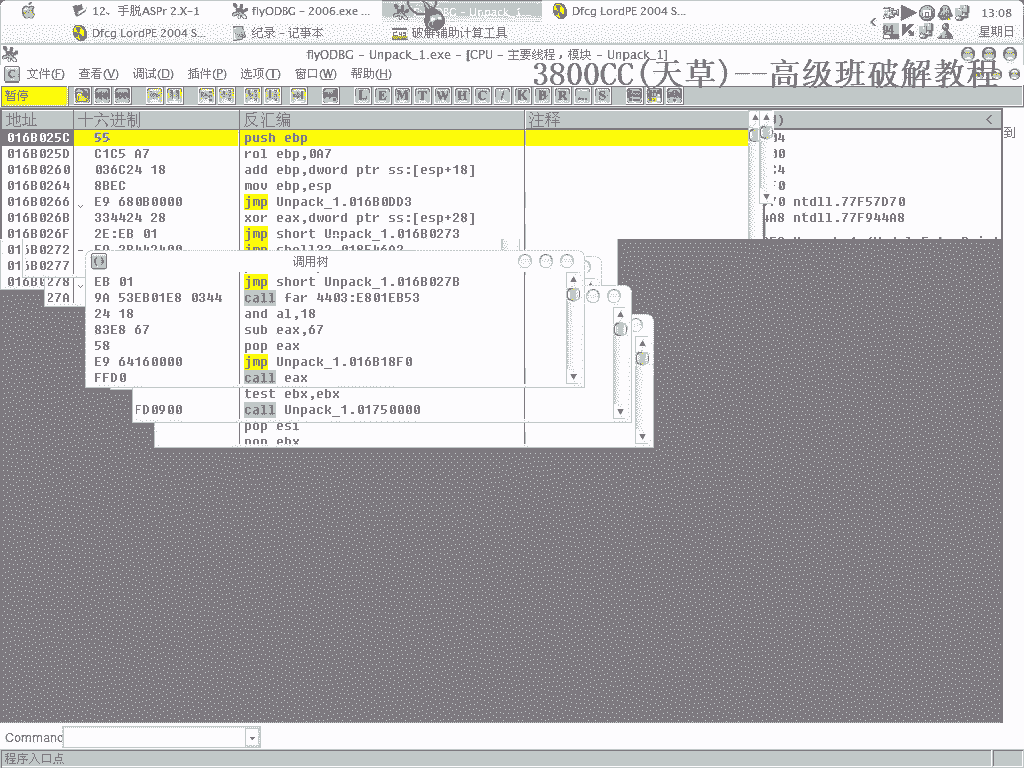 12、手脱ASPr 2.X-1
flyODBG - 2006.exe ...
BG - Unpack_1...
Dfcg LordPE 2004 S...
13:08
Dfcg LordPE 2004 S...
纪录 - 记事本
破解辅助计算工具
星期日
flyODBG - Unpack_1.exe - [CPU - 主要线程, 模块 - Unpack_1]
3800CC(天草)--高级班破解教程
C 文件(F) 查看(V) 调试(D) 插件(P) 选项(T) 窗口(W) 帮助(H)
暂停 L E M T W H C / K B R ... S
地址 十六进制 反汇编 注释
016B025C 55 push ebp
016B025D C1C5 A7 rol ebp,0A7
016B0260 036C24 18 add ebp,dword ptr ss:[esp+18]
016B0264 8BEC mov ebp,esp
016B0266 E9 680B0000 jmp Unpack_1.016B0DD3
70 ntdll.77F57D70
016B026B 334424 28 xor eax,dword ptr ss:[esp+28]
4A8 ntdll.77F944A8
016B026F 2E:EB 01 jmp short Unpack_1.016B0273
016B0272
016B0277
调用树
016B0278 EB 01 jmp short Unpack_1.016B027B
27A 9A 53EB01E8 0344 call far 4403:E801EB53
24 18 and al,18
83E8 67 sub eax,67
58 pop eax
E9 64160000 jmp Unpack_1.016B18F0
FFD0 call eax
test ebx,ebx
FD0900 call Unpack_1.01750000
pop esi
pop ebx
到
Command
程序入口点